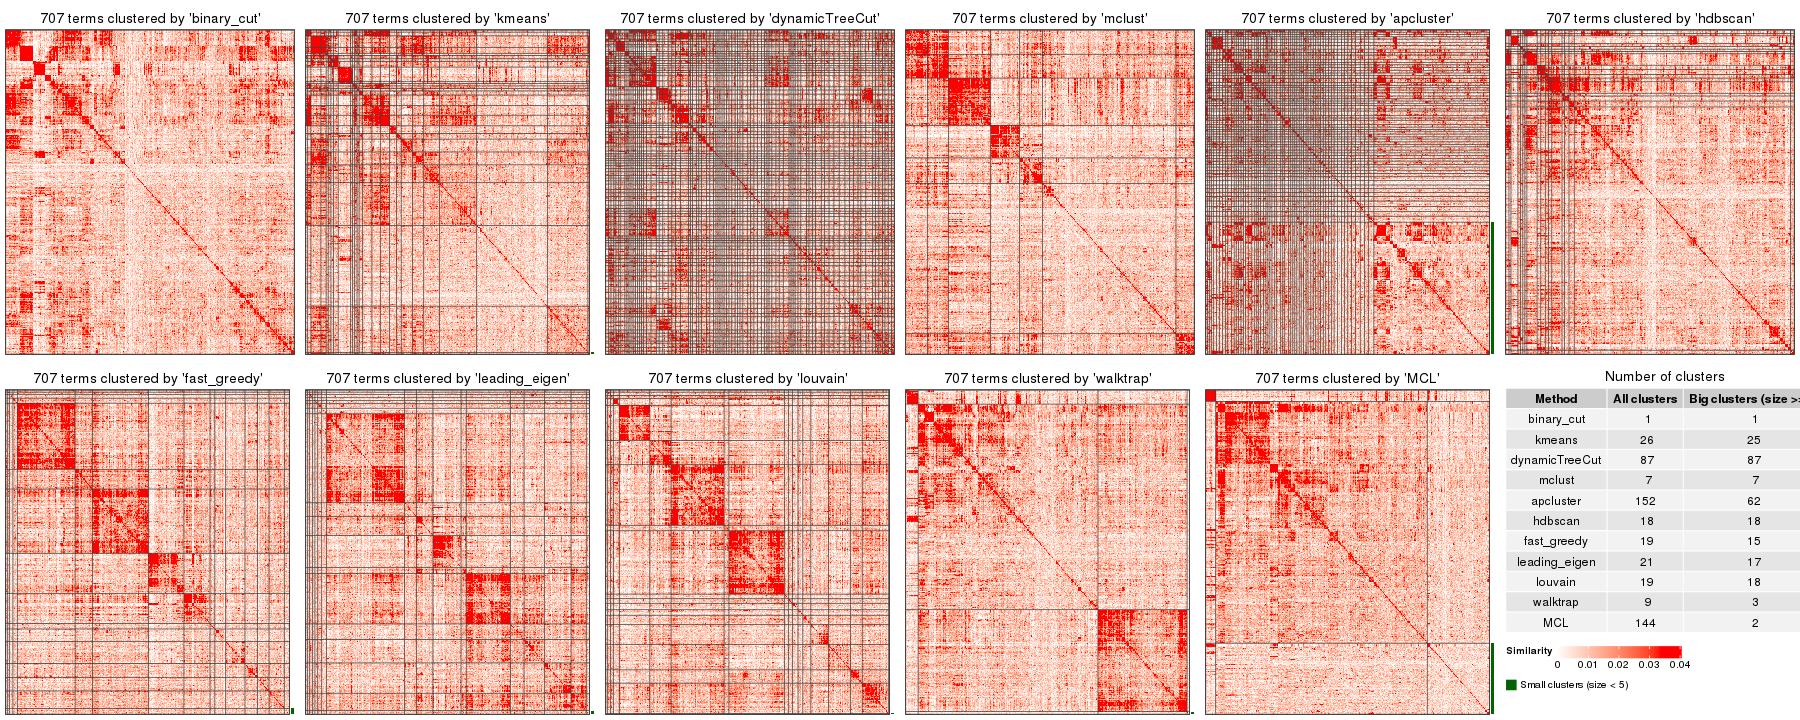 707 terms clustered by 'binary_cut'
707 terms clustered by 'kmeans'
707 terms clustered by 'dynamicTreeCut'
707 terms clustered by 'mclust'
707 terms clustered by 'apcluster'
707 terms clustered by 'hdbscan'
707 terms clustered by 'fast_greedy'
707 terms clustered by 'leading_eigen'
707 terms clustered by 'louvain'
707 terms clustered by 'walktrap'
707 terms clustered by 'MCL'
Number of clusters
Method All clusters Big clusters (size >=
binary_cut 1 1
kmeans 26 25
dynamicTreeCut 87 87
mclust 7 7
apcluster 152 62
hdbscan 18 18
fast_greedy 19 15
leading_eigen 21 17
louvain 19 18
walktrap 9 3
MCL 144 2
Similarity
0 0.01 0.02 0.03 0.04
Small clusters (size < 5)